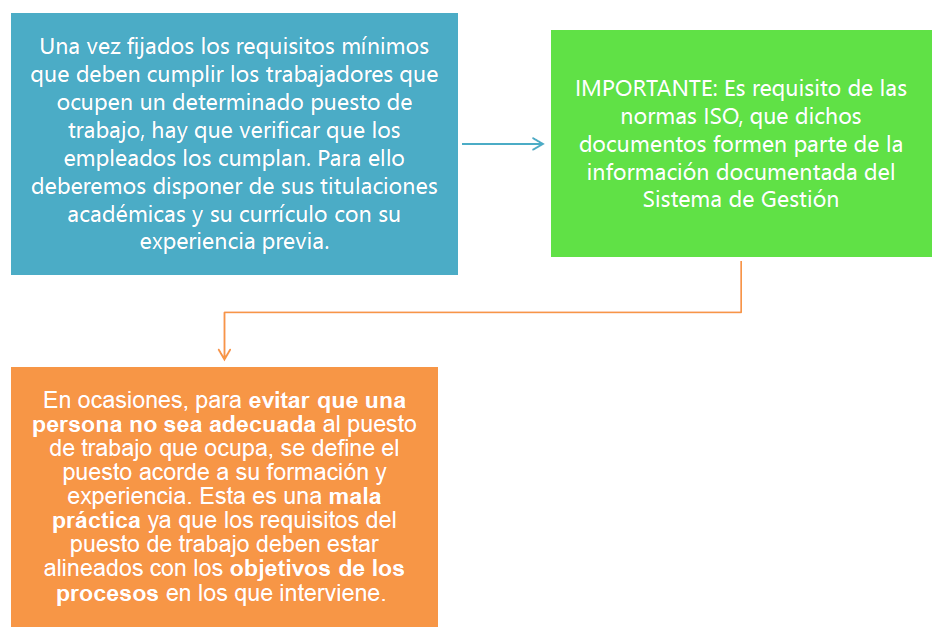 Una vez fijados los requisitos mínimos
que deben cumplir los trabajadores que
ocupen un determinado puesto de
trabajo, hay que verificar que los
empleados los cumplan. Para ello
deberemos disponer de sus titulaciones
académicas y su currículo con su
experiencia previa.
IMPORTANTE: Es requisito de las
normas ISO, que dichos
documentos formen parte de la
información documentada del
Sistema de Gestión
En ocasiones, para evitar que una
persona no sea adecuada al puesto
de trabajo que ocupa, se define el
puesto acorde a su formación y
experiencia. Esta es una mala
práctica ya que los requisitos del
puesto de trabajo deben estar
alineados con los objetivos de los
procesos en los que interviene.